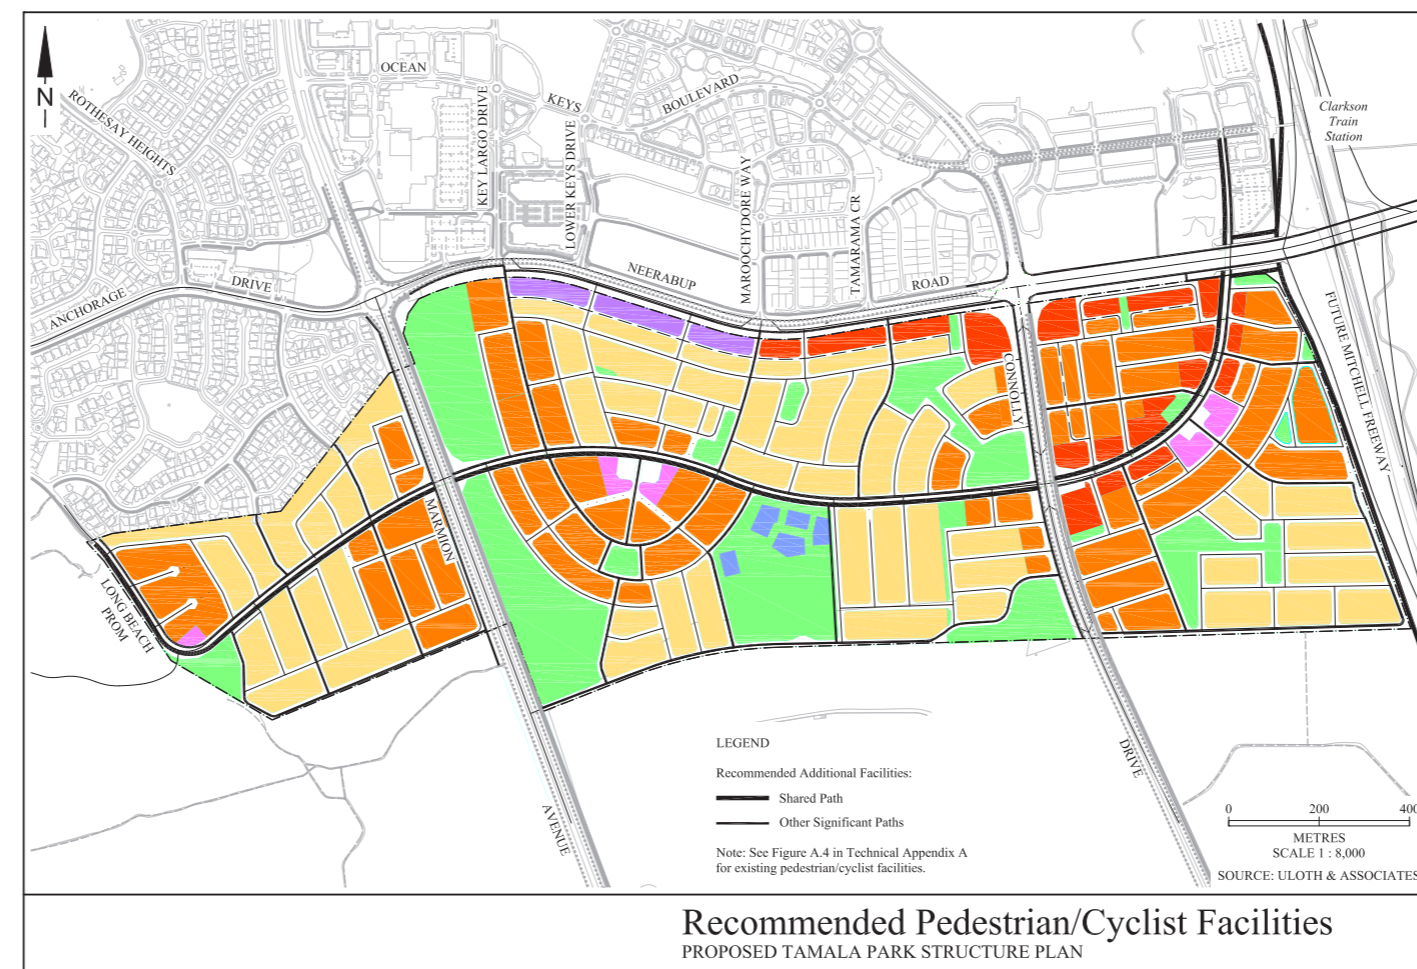 N
ROTHESAY HEIGHTS
OCEAN
KEYS
BOULEVARD
KEY LARGO DRIVE
LOWER KEYS DRIVE
MAROOCHYDORE WAY
TAMARAMA CR
Clarkson
Train
Station
ANCHORAGE
DRIVE
NEERABUP
ROAD
FUTURE MITCHELL FREEWAY
CONNOLLY
MARMION
LONG BEACH
PROM
AVENUE
DRIVE
LEGEND
Recommended Additional Facilities:
Shared Path
Other Significant Paths
Note: See Figure A.4 in Technical Appendix A
for existing pedestrian/cyclist facilities.
0 200 400
METRES
SCALE 1 : 8,000
SOURCE: ULOTH & ASSOCIATES
Recommended Pedestrian/Cyclist Facilities
PROPOSED TAMALA PARK STRUCTURE PLAN